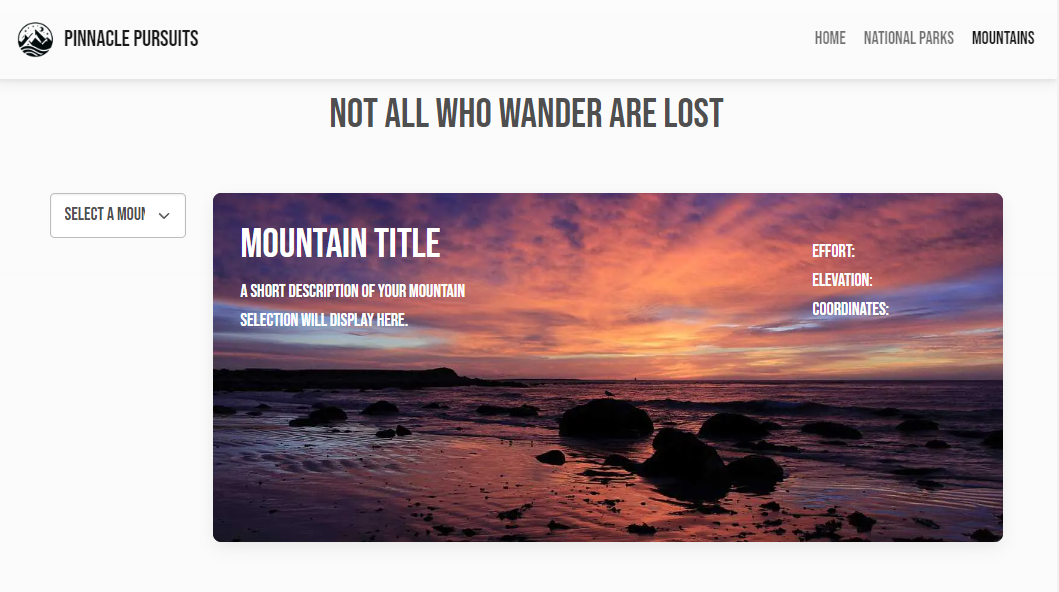 PINNACLE PURSUITS
HOME NATIONAL PARKS MOUNTAINS
NOT ALL WHO WANDER ARE LOST
SELECT A MOUN
MOUNTAIN TITLE
A SHORT DESCRIPTION OF YOUR MOUNTAIN
SELECTION WILL DISPLAY HERE.
EFFORT:
ELEVATION:
COORDINATES: